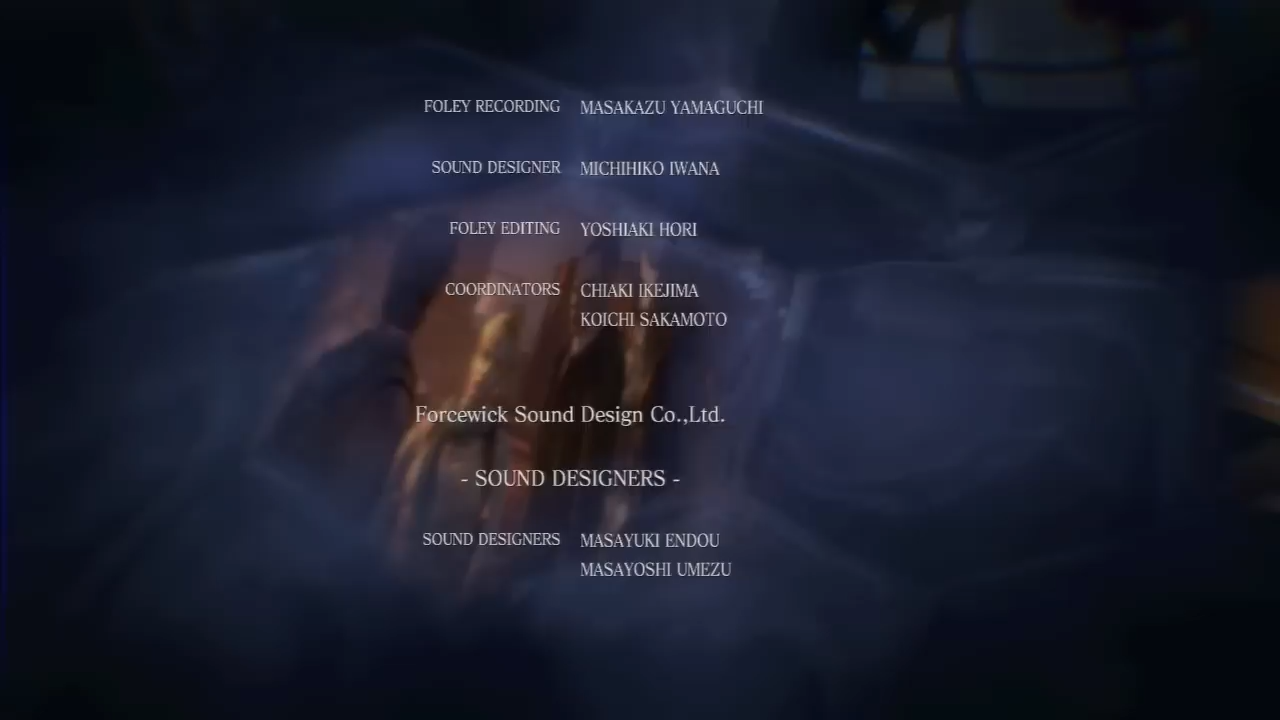 FOLEY RECORDING MASAKAZU YAMAGUCHI
SOUND DESIGNER MICHIHIKO IWANA
FOLEY EDITING YOSHIAKI HORI
COORDINATORS CHIAKI IKEJIMA
KOICHI SAKAMOTO
Forcewick Sound Design Co.,Ltd.
- SOUND DESIGNERS -
SOUND DESIGNERS MASAYUKI ENDOU
MASAYOSHI UMEZU